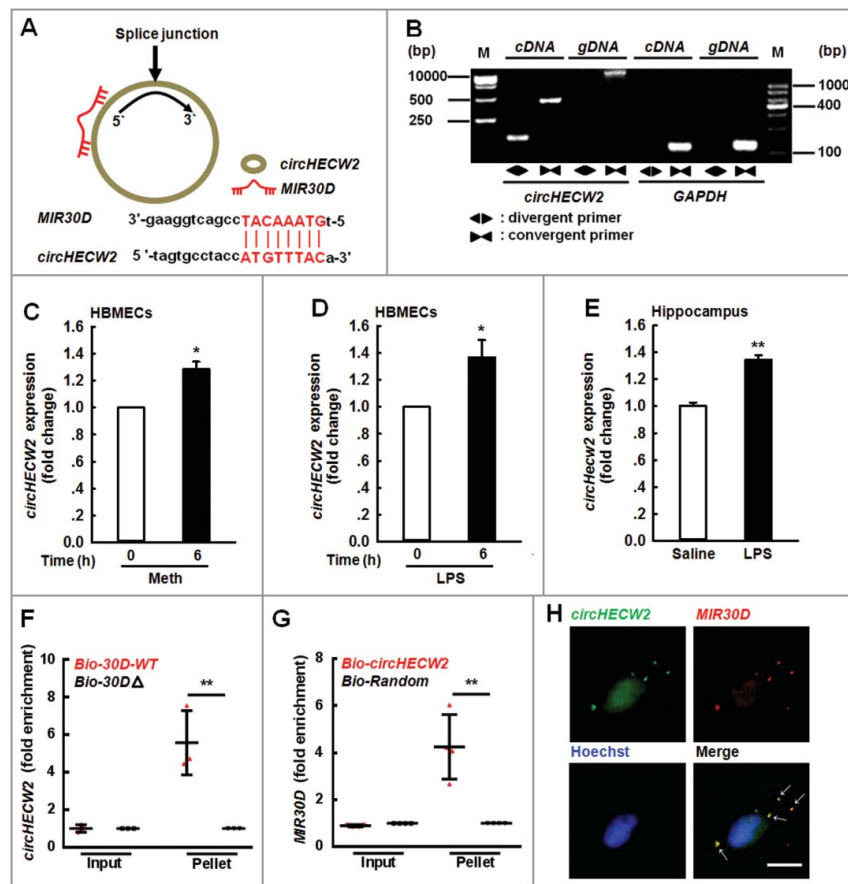 A
Splice junction
5`
3`
circHECW2
MIR30D
MIR30D 3'-gaaggtcagccTACAAATGt-5
circHECW2 5 '-tagtgcctaccATGTTTACa-3'
B
(bp) M cDNA gDNA cDNA gDNA M (bp)
10000
500
250
1000
400
100
circHECW2 GAPDH
: divergent primer
: convergent primer
C
HBMECs
circHECW2 expression
(fold change)
1.6
1.4
1.2
1.0
.8
.6
.4
.2
0.0
Time (h) 0 6
Meth
D
HBMECs
*
circHECW2 expression
(fold change)
1.6
1.4
1.2
1.0
.8
.6
.4
.2
0.0
Time (h) 0 6
LPS
E
Hippocampus
**
circHecw2 expression
(fold change)
1.6
1.4
1.2
1.0
.8
.6
.4
.2
0.0
Saline LPS
F
circHECW2 (fold enrichment)
10
8
6
4
2
0
Bio-30D-WT
Bio-30DΔ
**
Input Pellet
G
MIR30D (fold enrichment)
8
6
4
2
0
Bio-circHECW2
Bio-Random
**
Input Pellet
H
circHECW2 MIR30D
Hoechst Merge